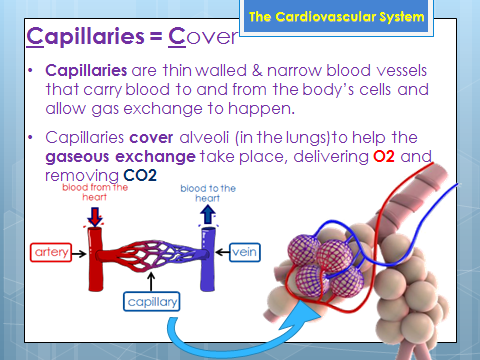 The Cardiovascular System
Capillaries = Cover
• Capillaries are thin walled & narrow blood vessels
that carry blood to and from the body's cells and
allow gas exchange to happen.
• Capillaries cover alveoli (in the lungs)to help the
gaseous exchange take place, delivering O2 and
removing CO2
blood from the
heart
blood to the
heart
artery
vein
capillary